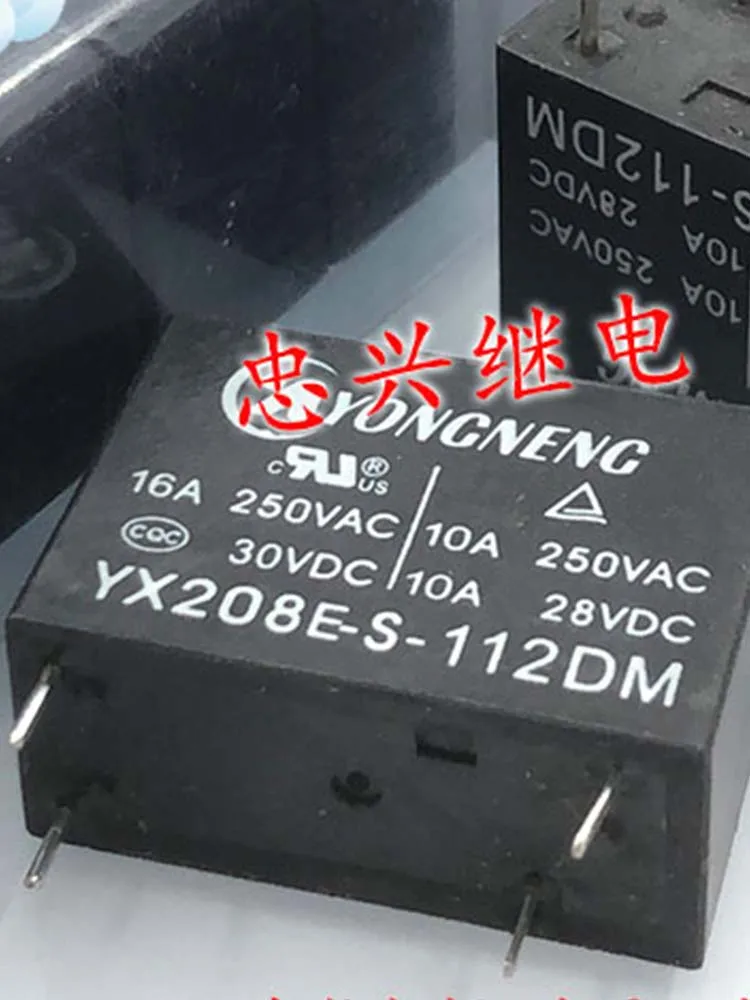 忠兴继电
YONGNENG
c RU ® US
16A 250VAC 10A 250VAC
CQC 30VDC 10A 28VDC
YX208E-S-112DM
S-112DM
10A 28VDC
10A 250VAC